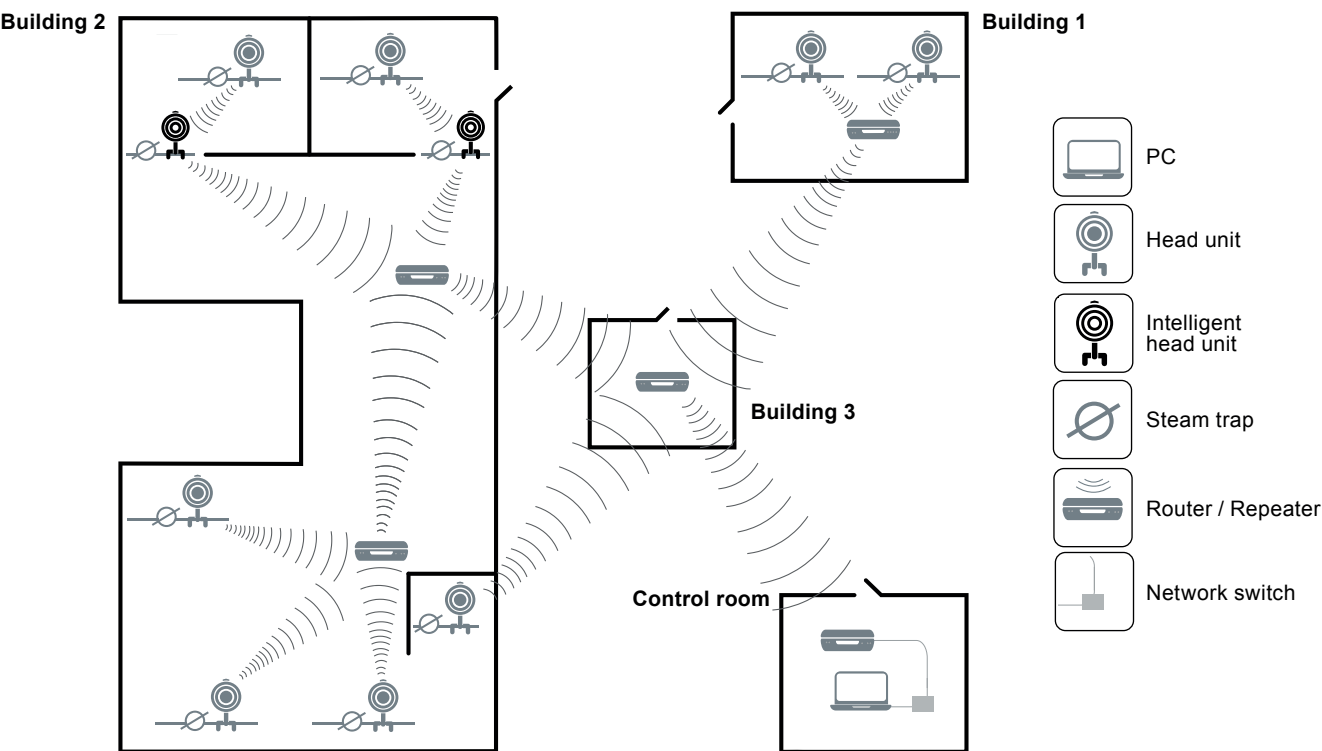 Building 2
Building 1
PC
Head unit
Intelligent
head unit
Building 3
Steam trap
Router / Repeater
Control room
Network switch